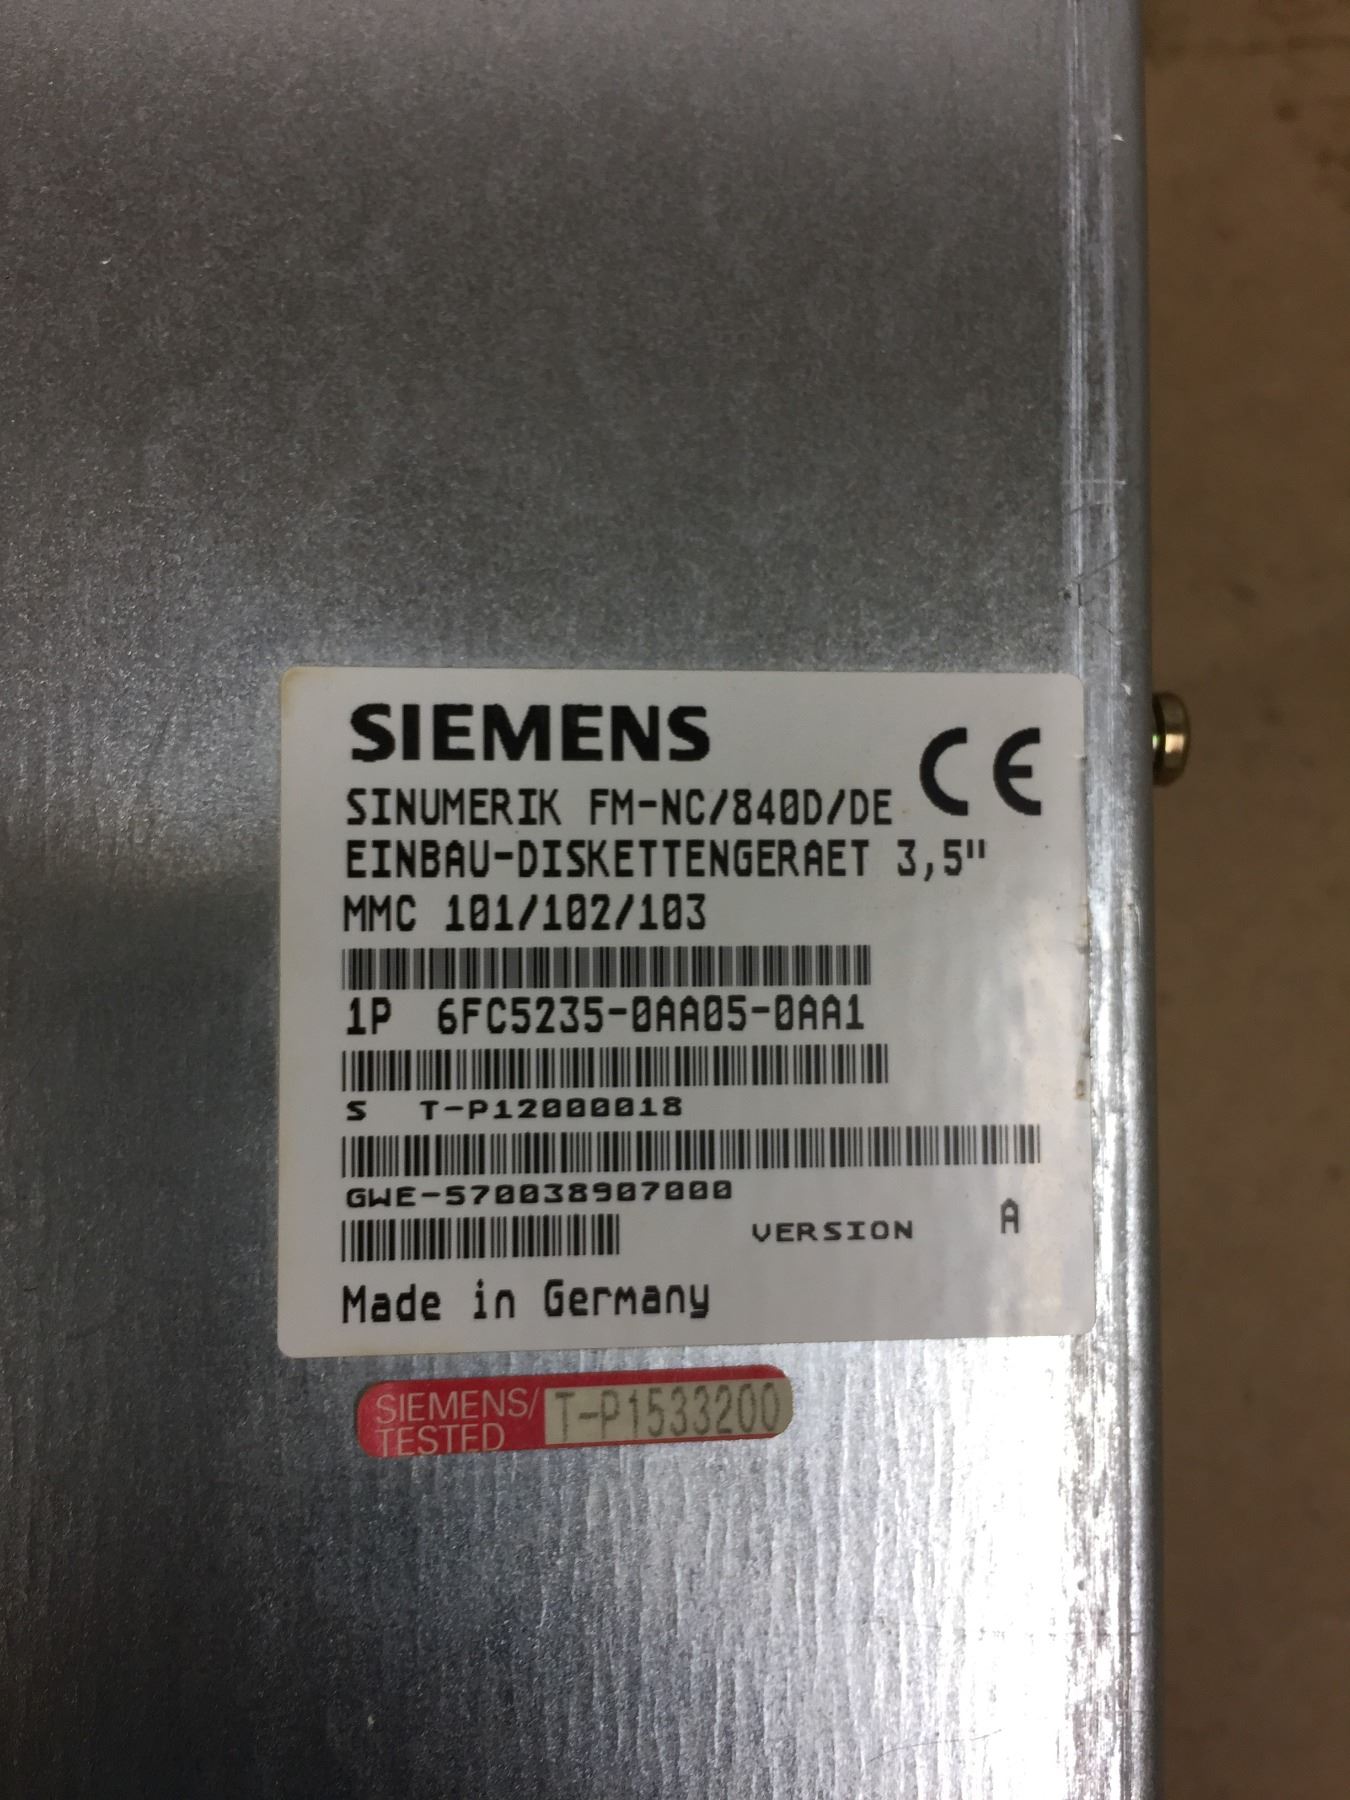 SIEMENS
CE
SINUMERIK FM-NC/840D/DE
EINBAU-DISKETTENGERAET 3,5"
MMC 101/102/103
1P 6FC5235-0AA05-0AA1
S T-P12000018
GWE-570038907000
VERSION A
Made in Germany
SIEMENS/
TESTED
T-P1533200